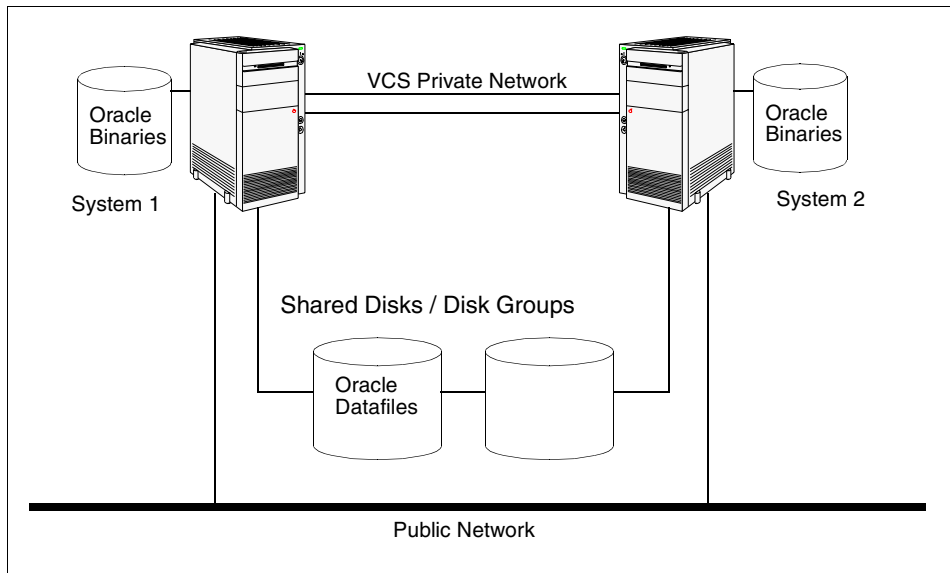 VCS Private Network
Oracle
Binaries
Oracle
Binaries
System 1
System 2
Shared Disks / Disk Groups
Oracle
Datafiles
Public Network